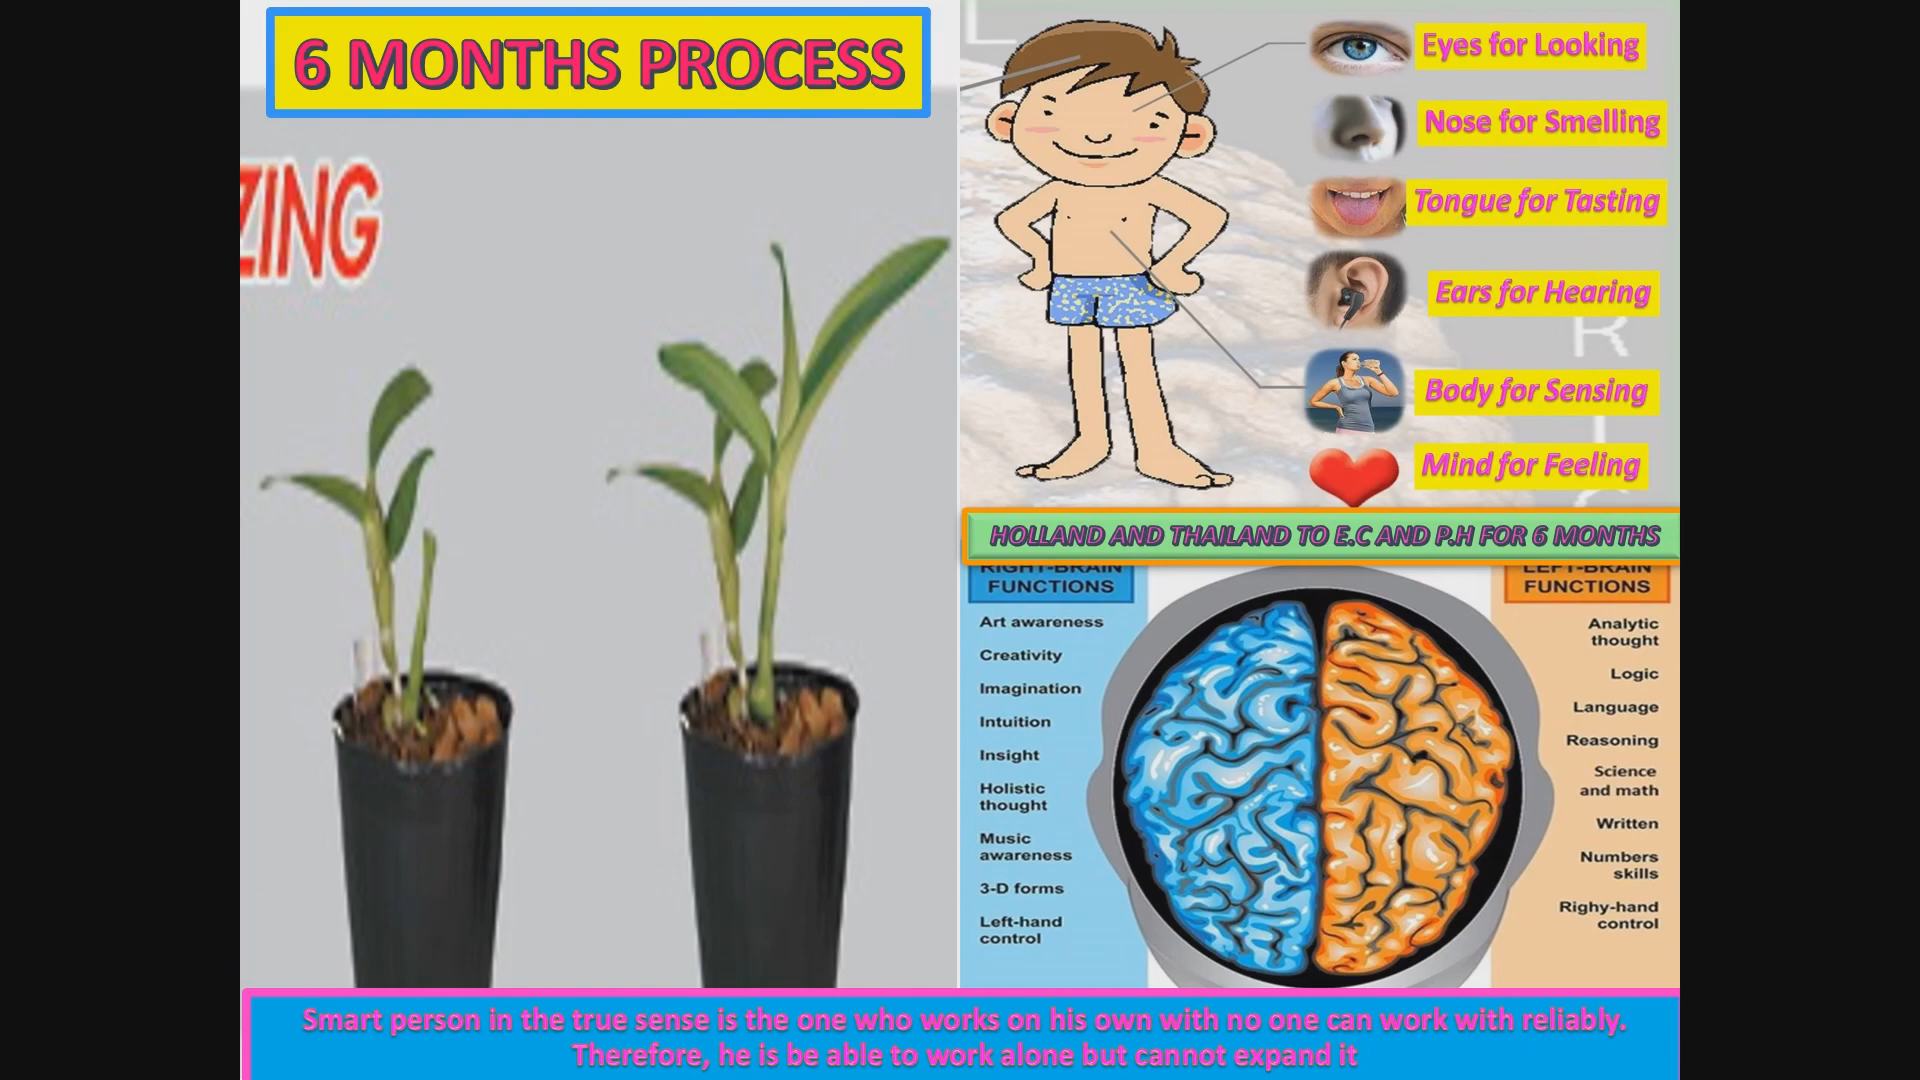 6 MONTHS PROCESS
ZING
Eyes for Looking
Nose for Smelling
Tongue for Tasting
Ears for Hearing
Body for Sensing
Mind for Feeling
L
R
HOLLAND AND THAILAND TO E.C AND P.H FOR 6 MONTHS
RIGHT-BRAIN
FUNCTIONS
Art awareness
Creativity
Imagination
Intuition
Insight
Holistic
thought
Music
awareness
3-D forms
Left-hand
control
LEFT-BRAIN
FUNCTIONS
Analytic
thought
Logic
Language
Reasoning
Science
and math
Written
Numbers
skills
Righy-hand
control
Smart person in the true sense is the one who works on his own with no one can work with reliably.
Therefore, he is be able to work alone but cannot expand it